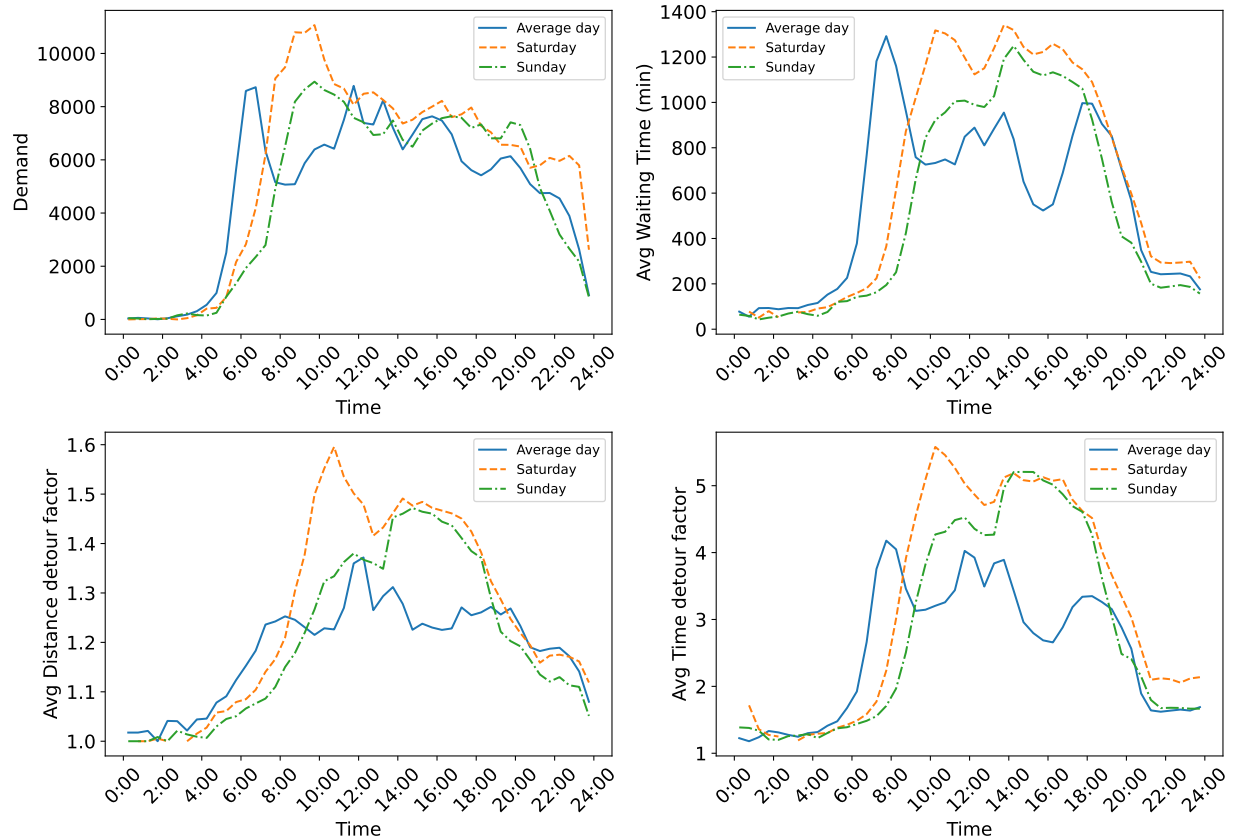 Demand
10000
8000
6000
4000
2000
0
Average day
Saturday
Sunday
0:00 2:00 4:00 6:00 8:00 10:00 12:00 14:00 16:00 18:00 20:00 22:00 24:00
Time
Avg Waiting Time (min)
1400
1200
1000
800
600
400
200
0
Average day
Saturday
Sunday
0:00 2:00 4:00 6:00 8:00 10:00 12:00 14:00 16:00 18:00 20:00 22:00 24:00
Time
Avg Distance detour factor
1.6
1.5
1.4
1.3
1.2
1.1
1.0
Average day
Saturday
Sunday
0:00 2:00 4:00 6:00 8:00 10:00 12:00 14:00 16:00 18:00 20:00 22:00 24:00
Time
Avg Time detour factor
5
4
3
2
1
Average day
Saturday
Sunday
0:00 2:00 4:00 6:00 8:00 10:00 12:00 14:00 16:00 18:00 20:00 22:00 24:00
Time